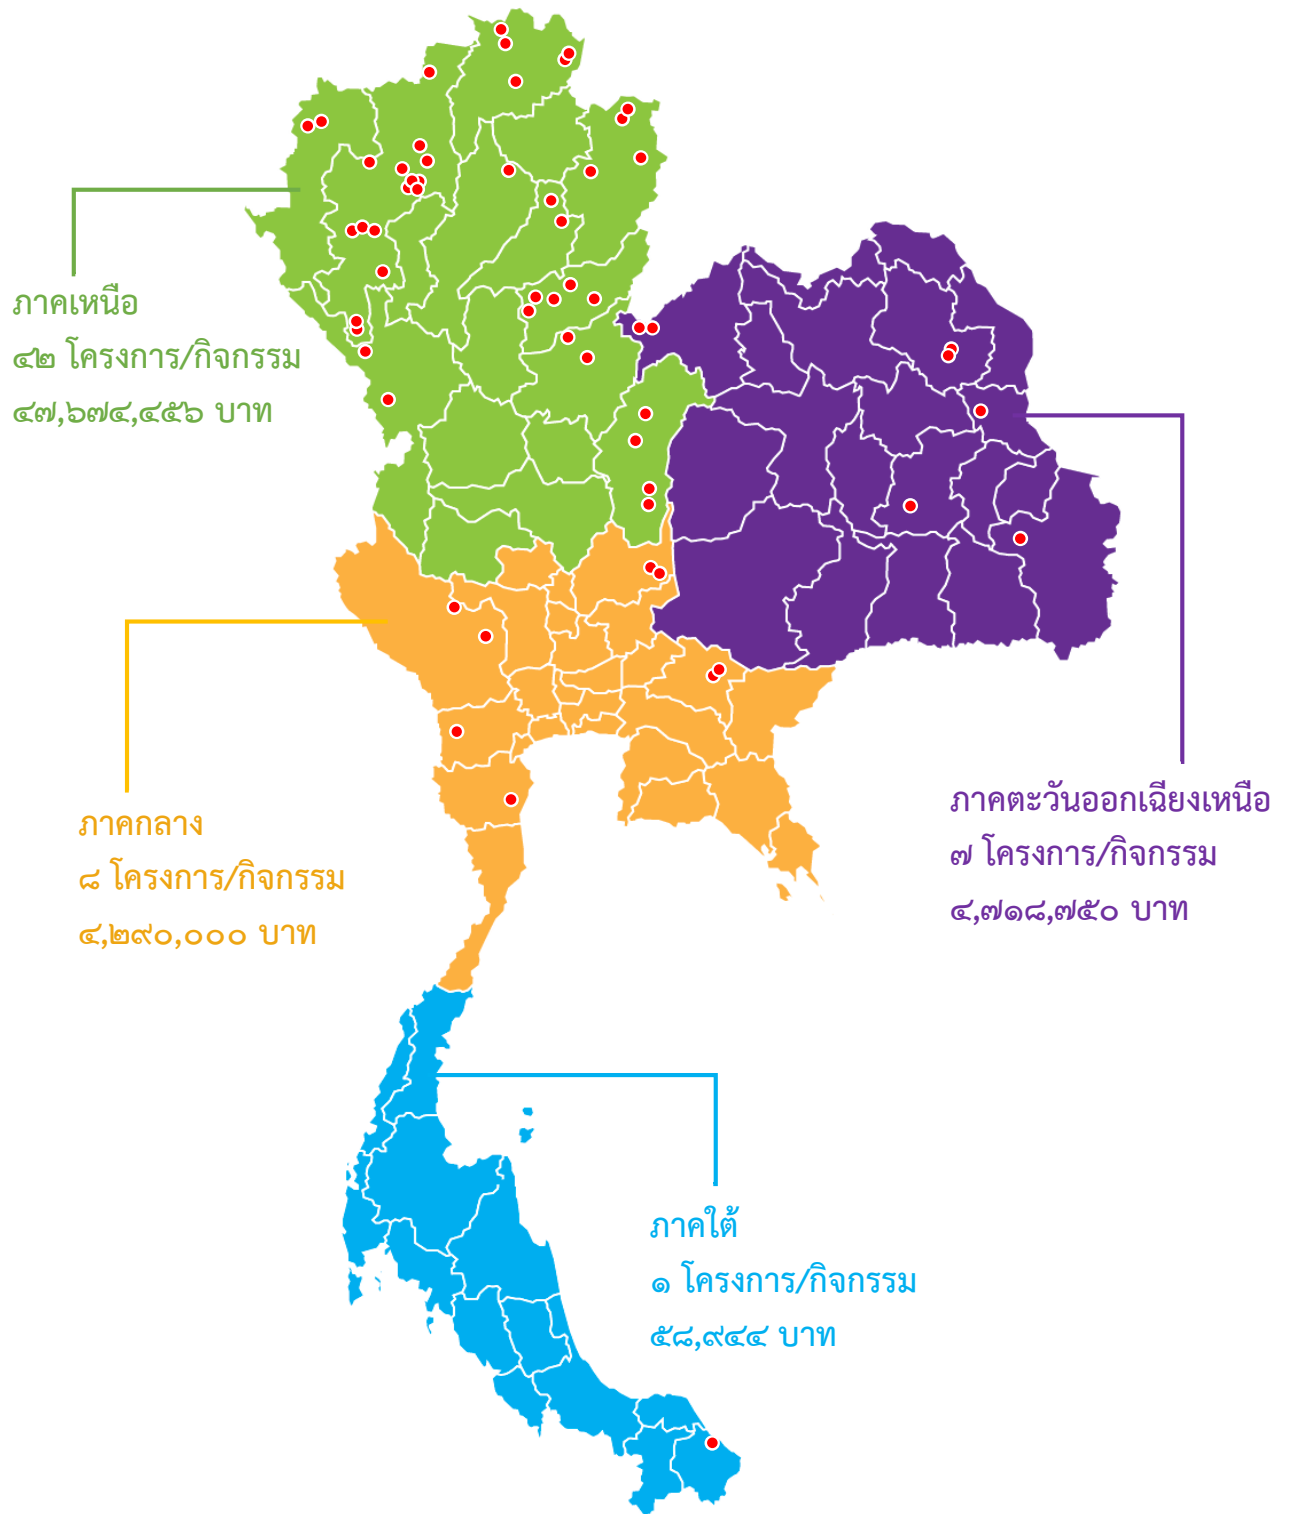 ภาคเหนือ
๔๒ โครงการ/กิจกรรม
๔๗,๖๗๔,๔๕๖ บาท
ภาคตะวันออกเฉียงเหนือ
๗ โครงการ/กิจกรรม
๔,๗๑๘,๗๕๐ บาท
ภาคกลาง
๘ โครงการ/กิจกรรม
๔,๒๙๐,๐๐๐ บาท
ภาคใต้
๑ โครงการ/กิจกรรม
๕๘,๙๔๔ บาท